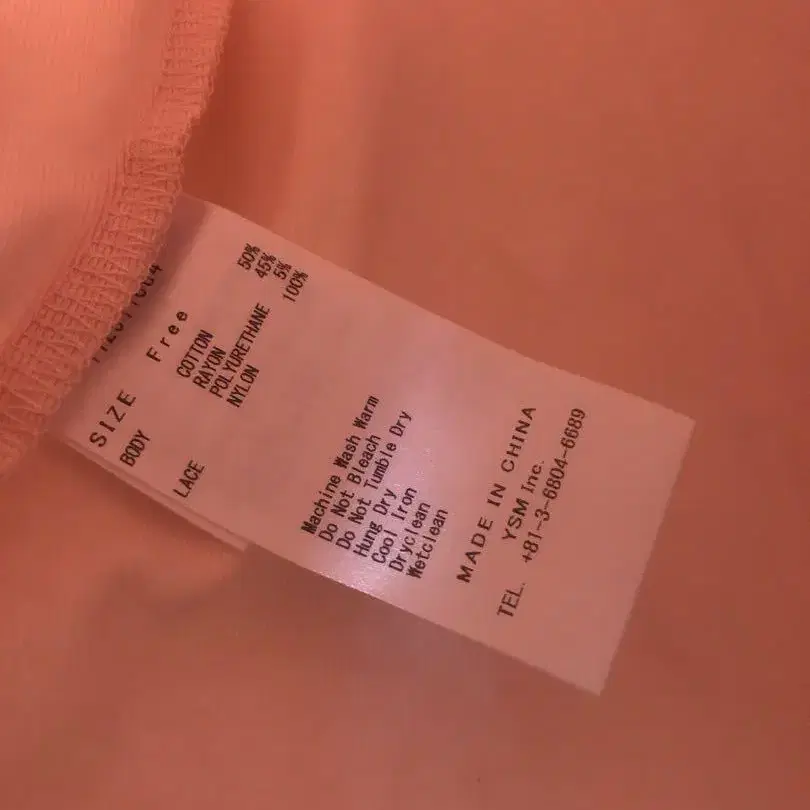 SIZE Free
BODY COTTON 50%
RAYON 45%
POLYURETHANE 5%
LACE NYLON 100%
Machine Wash Warm
Do Not Bleach
Do Not Tumble Dry
Hung Dry
Cool Iron
Dryclean
Wetclean
MADE IN CHINA
YSM Inc.
TEL. +81-3-6804-6689